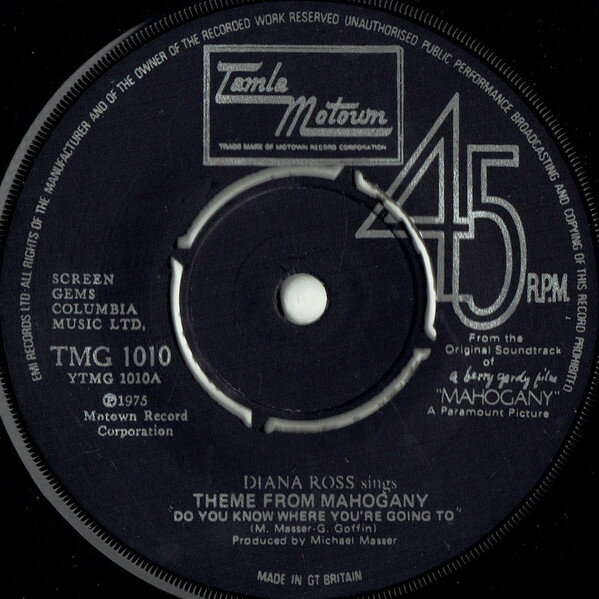 EMI RECORDS LTD·ALL RIGHTS OF THE MANUFACTURER AND OF THE OWNER OF THE RECORDED WORK RESERVED UNAUTHORISED PUBLIC PERFORMANCE BROADCASTING AND COPYING OF THIS RECORD PROHIBITED
Tamla
Motown
TRADE MARK OF MOTOWN RECORD CORPORATION
45
R.P.M.
SCREEN
GEMS
COLUMBIA
MUSIC LTD,
TMG 1010
YTMG 1010A
℗1975
Motown Record
Corporation
From the
Original Soundtrack
of
a berry gordy film
"MAHOGANY"
A Paramount Picture
DIANA ROSS sings
THEME FROM MAHOGANY
"DO YOU KNOW WHERE YOU'RE GOING TO"
(M. Masser-G. Goffin)
Produced by Michael Masser
MADE IN GT BRITAIN